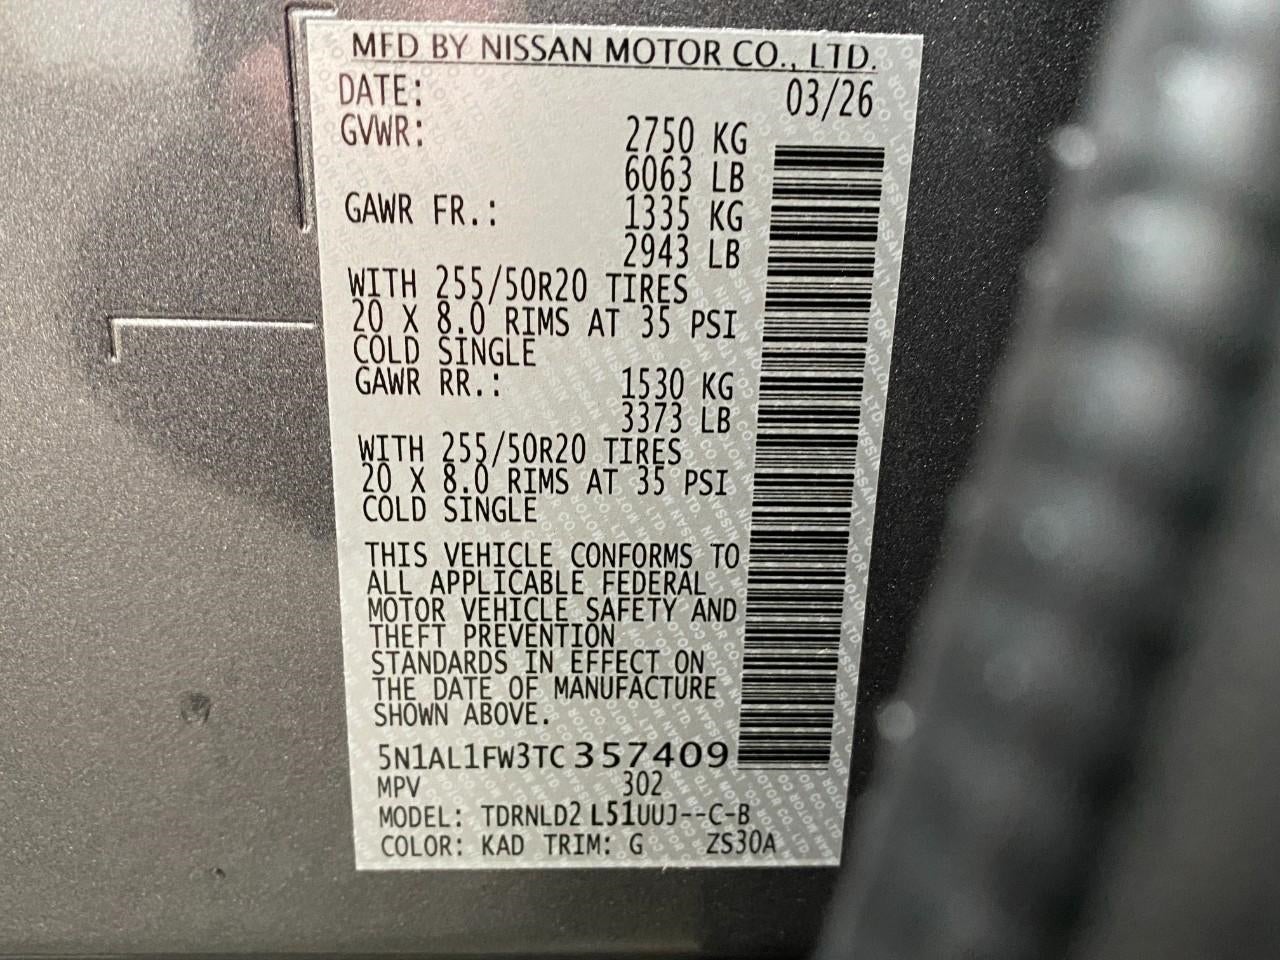 MFD BY NISSAN MOTOR CO., LTD.
DATE: 03/26
GVWR: 2750 KG
6063 LB
GAWR FR.: 1335 KG
2943 LB
WITH 255/50R20 TIRES
20 X 8.0 RIMS AT 35 PSI
COLD SINGLE
GAWR RR.: 1530 KG
3373 LB
WITH 255/50R20 TIRES
20 X 8.0 RIMS AT 35 PSI
COLD SINGLE
THIS VEHICLE CONFORMS TO
ALL APPLICABLE FEDERAL
MOTOR VEHICLE SAFETY AND
THEFT PREVENTION
STANDARDS IN EFFECT ON
THE DATE OF MANUFACTURE
SHOWN ABOVE.
5N1AL1FW3TC357409
MPV 302
MODEL: TDRNLD2 L51UUJ--C-B
COLOR: KAD TRIM: G ZS30A